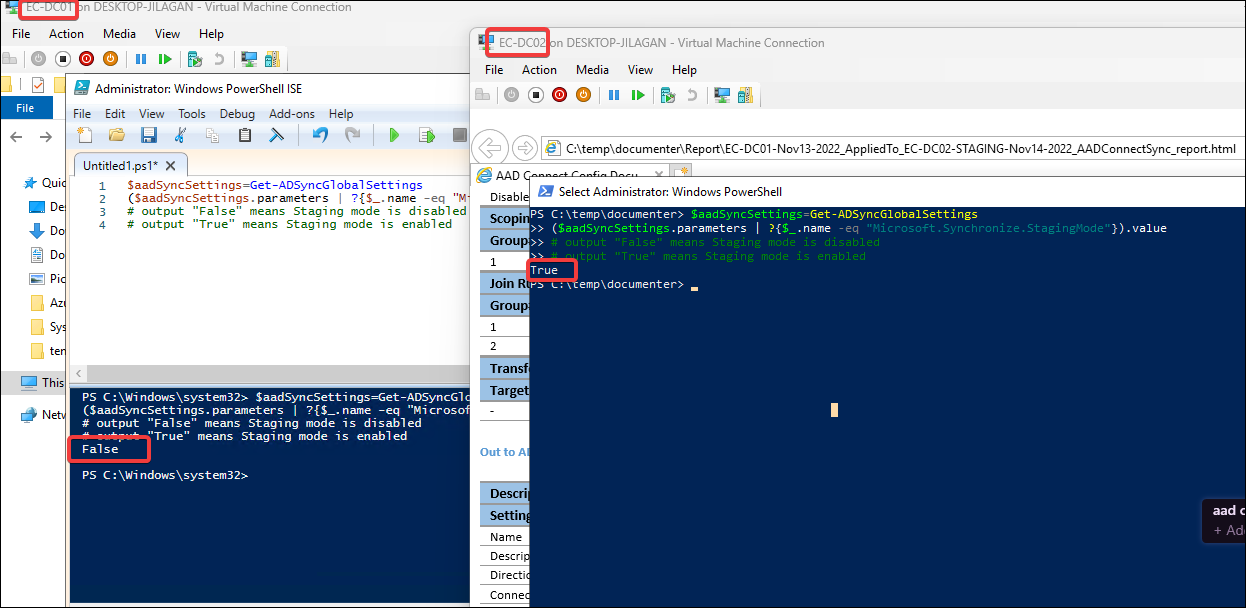 EC-DC01 on DESKTOP-JILAGAN - Virtual Machine Connection
File Action Media View Help
File
Quic
Des
Do
Do
Pic
Azu
Sys
ten
This
Netw
Administrator: Windows PowerShell ISE
File Edit View Tools Debug Add-ons Help
Untitled1.ps1* X
1 $aadSyncSettings=Get-ADSyncGlobalSettings
2 ($aadSyncSettings.parameters | ?{$_.name -eq "Mi
3 # output "False" means Staging mode is disabled
4 # output "True" means Staging mode is enabled
PS C:\Windows\system32> $aadSyncSettings=Get-ADSyncGlo
($aadSyncSettings.parameters | ?{$_.name -eq "Microsof
# output "False" means Staging mode is disabled
# output "True" means Staging mode is enabled
False
PS C:\Windows\system32>
EC-DC02 on DESKTOP-JILAGAN - Virtual Machine Connection
File Action Media View Help
C:\temp\documenter\Report\EC-DC01-Nov13-2022_AppliedTo_EC-DC02-STAGING-Nov14-2022_AADConnectSync_report.html
AAD Connect Config Docu...
Disable
Scopin
Group
1
Join Ru
Group
1
2
Transf
Target
-
Out to A
Descrip
Setting
Name
Descrip
Directio
Connec
Select Administrator: Windows PowerShell
PS C:\temp\documenter> $aadSyncSettings=Get-ADSyncGlobalSettings
>> ($aadSyncSettings.parameters | ?{$_.name -eq "Microsoft.Synchronize.StagingMode"}).value
>> # output "False" means Staging mode is disabled
>> # output "True" means Staging mode is enabled
True
PS C:\temp\documenter>
aad c
+ Add